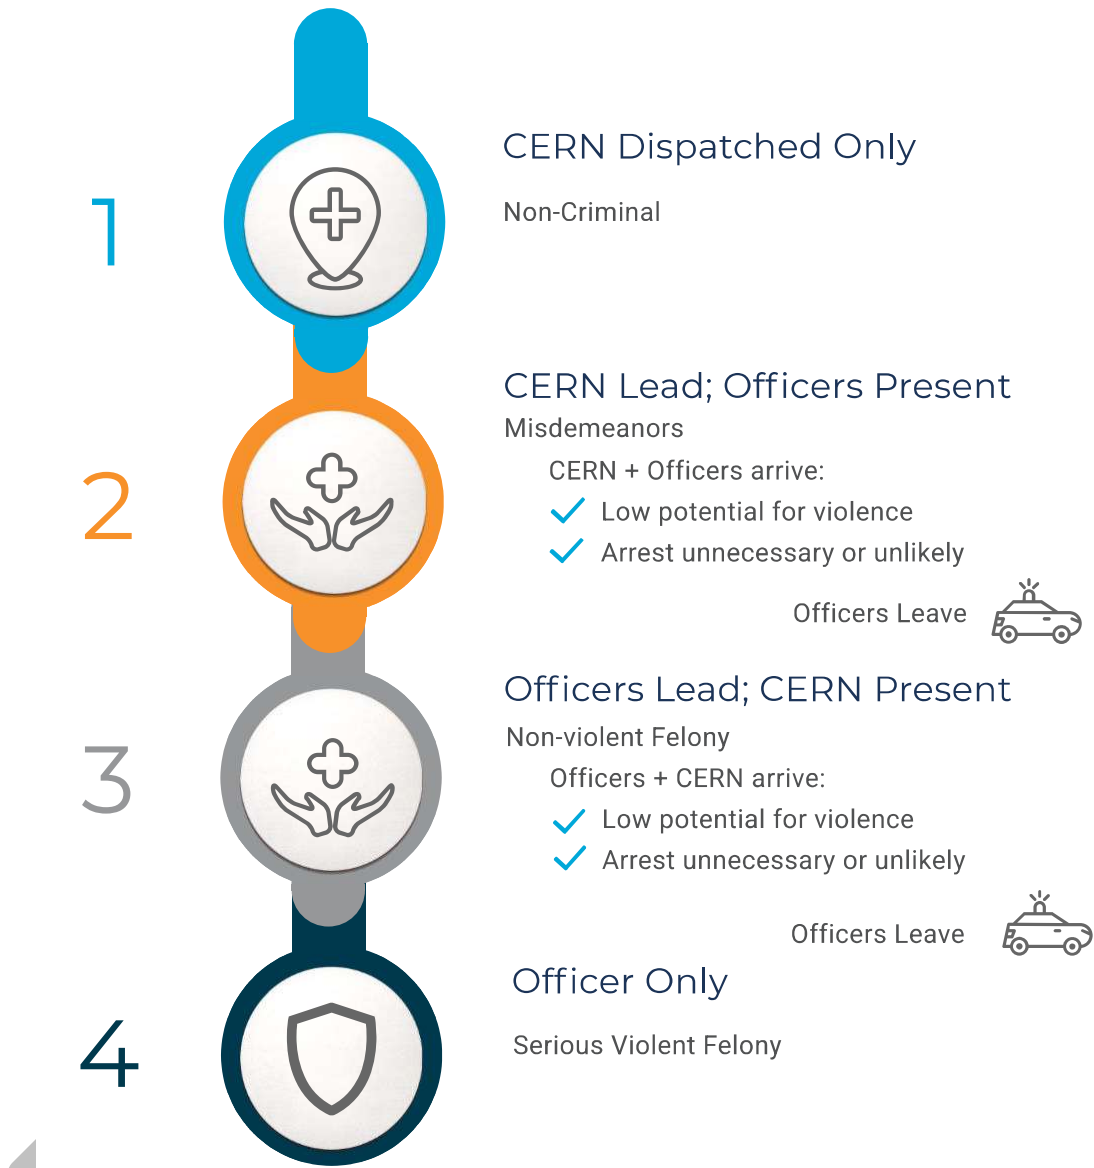 1
CERN Dispatched Only
Non-Criminal
2
CERN Lead; Officers Present
Misdemeanors
CERN + Officers arrive:
Low potential for violence
Arrest unnecessary or unlikely
Officers Leave
3
Officers Lead; CERN Present
Non-violent Felony
Officers + CERN arrive:
Low potential for violence
Arrest unnecessary or unlikely
Officers Leave
4
Officer Only
Serious Violent Felony